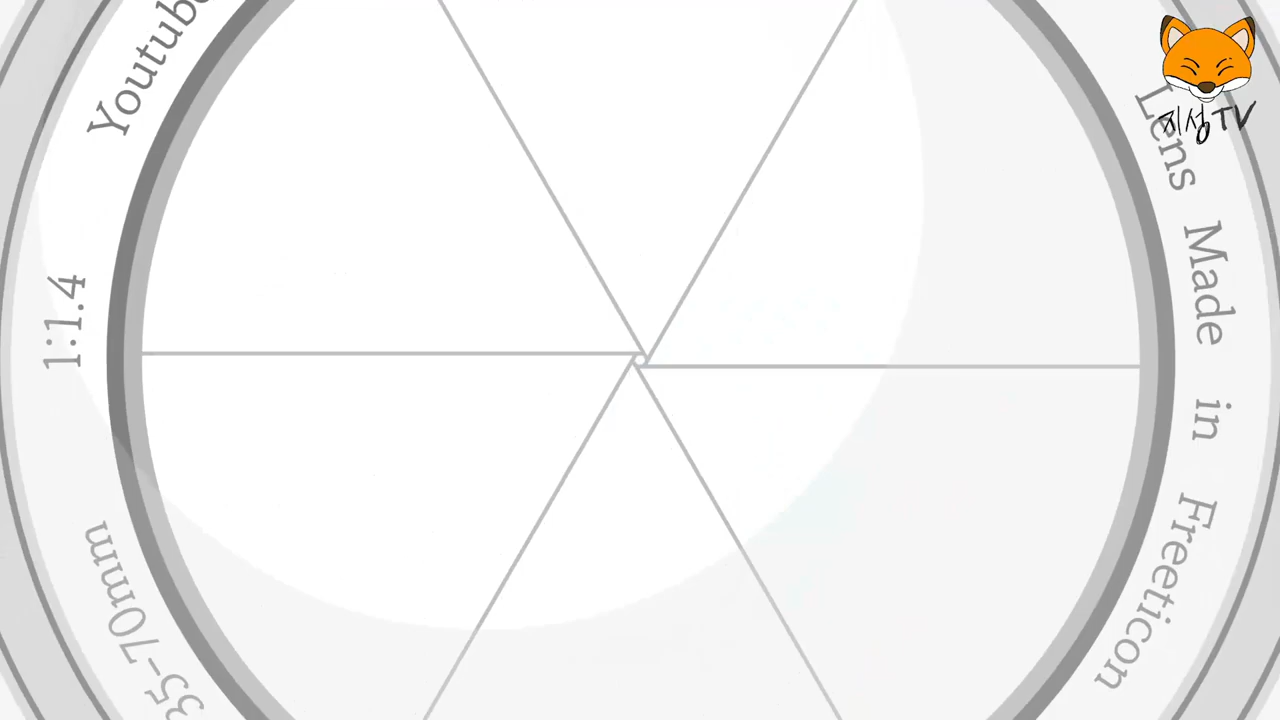 Youtube
1:1.4
35-70mm
Lens Made in Freeticon
지성TV